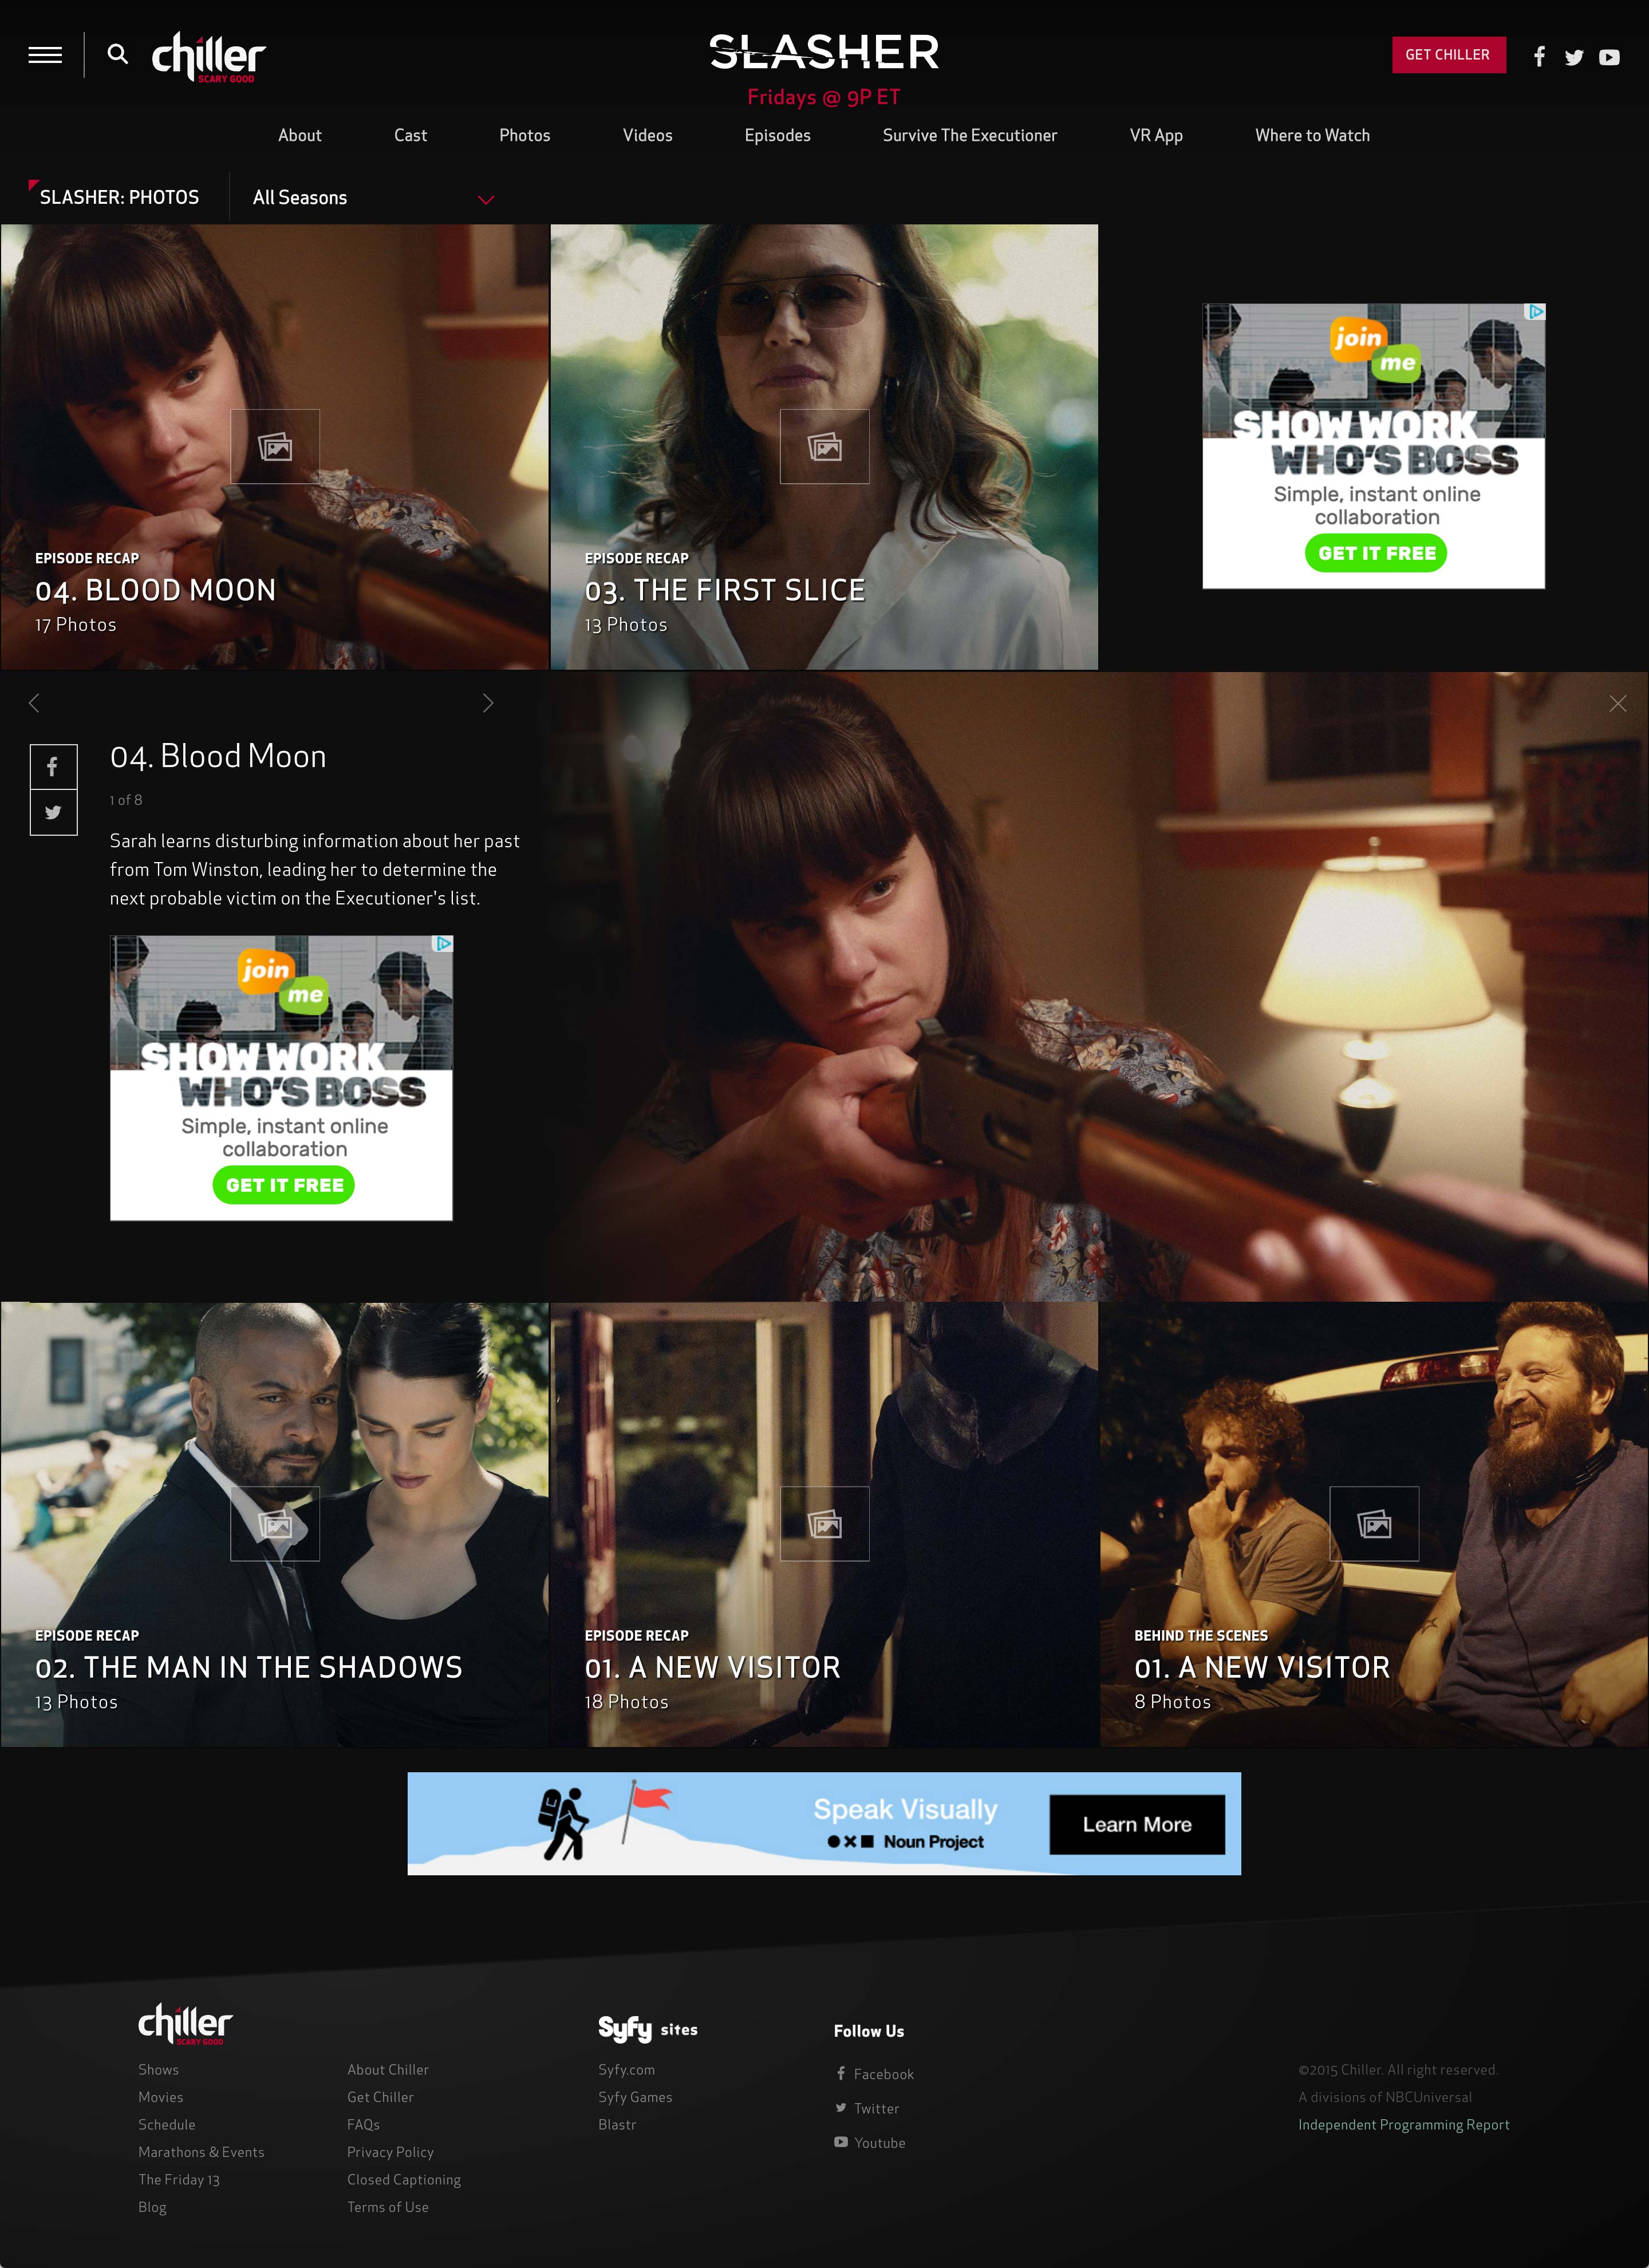 chiller
SCARY GOOD
SLASHER
Fridays @ 9P ET
GET CHILLER
About
Cast
Photos
Videos
Episodes
Survive The Executioner
VR App
Where to Watch
SLASHER: PHOTOS
All Seasons
EPISODE RECAP
04. BLOOD MOON
17 Photos
EPISODE RECAP
03. THE FIRST SLICE
13 Photos
join
me
SHOW WORK
WHO'S BOSS
Simple, instant online
collaboration
GET IT FREE
04. Blood Moon
1 of 8
Sarah learns disturbing information about her past
from Tom Winston, leading her to determine the
next probable victim on the Executioner's list.
join
me
SHOW WORK
WHO'S BOSS
Simple, instant online
collaboration
GET IT FREE
EPISODE RECAP
02. THE MAN IN THE SHADOWS
13 Photos
EPISODE RECAP
01. A NEW VISITOR
18 Photos
BEHIND THE SCENES
01. A NEW VISITOR
8 Photos
Speak Visually
Noun Project
Learn More
chiller
SCARY GOOD
Shows
Movies
Schedule
Marathons & Events
The Friday 13
Blog
About Chiller
Get Chiller
FAQs
Privacy Policy
Closed Captioning
Terms of Use
Syfy sites
Syfy.com
Syfy Games
Blastr
Follow Us
Facebook
Twitter
Youtube
©2015 Chiller. All right reserved.
A divisions of NBCUniversal
Independent Programming Report